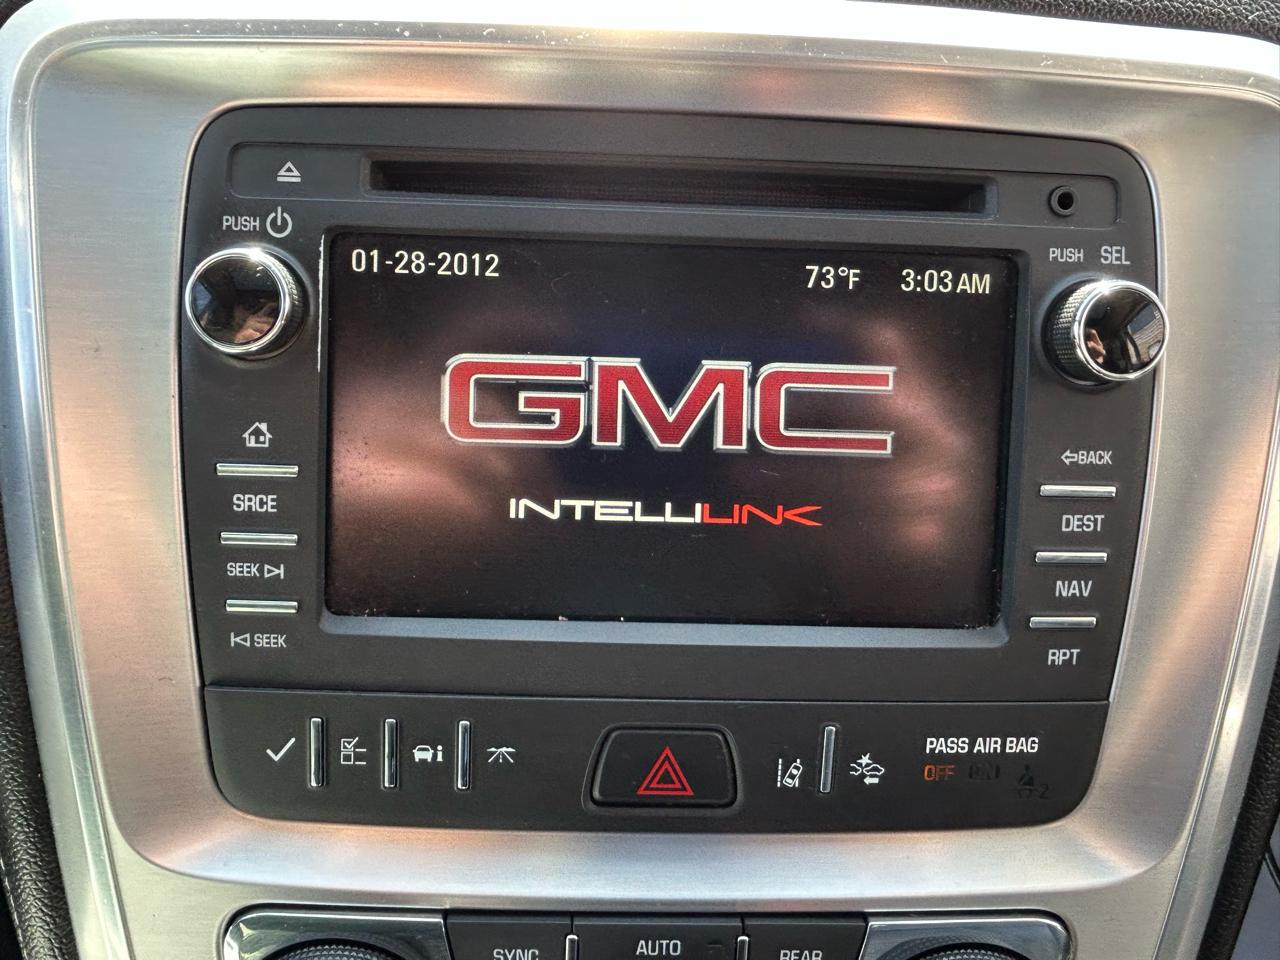 PUSH
01-28-2012
73°F
3:03 AM
PUSH SEL
GMC
INTELLILINK
SRCE
SEEK
SEEK
BACK
DEST
NAV
RPT
PASS AIR BAG
OFF ON
2
SYNC
AUTO
REAR